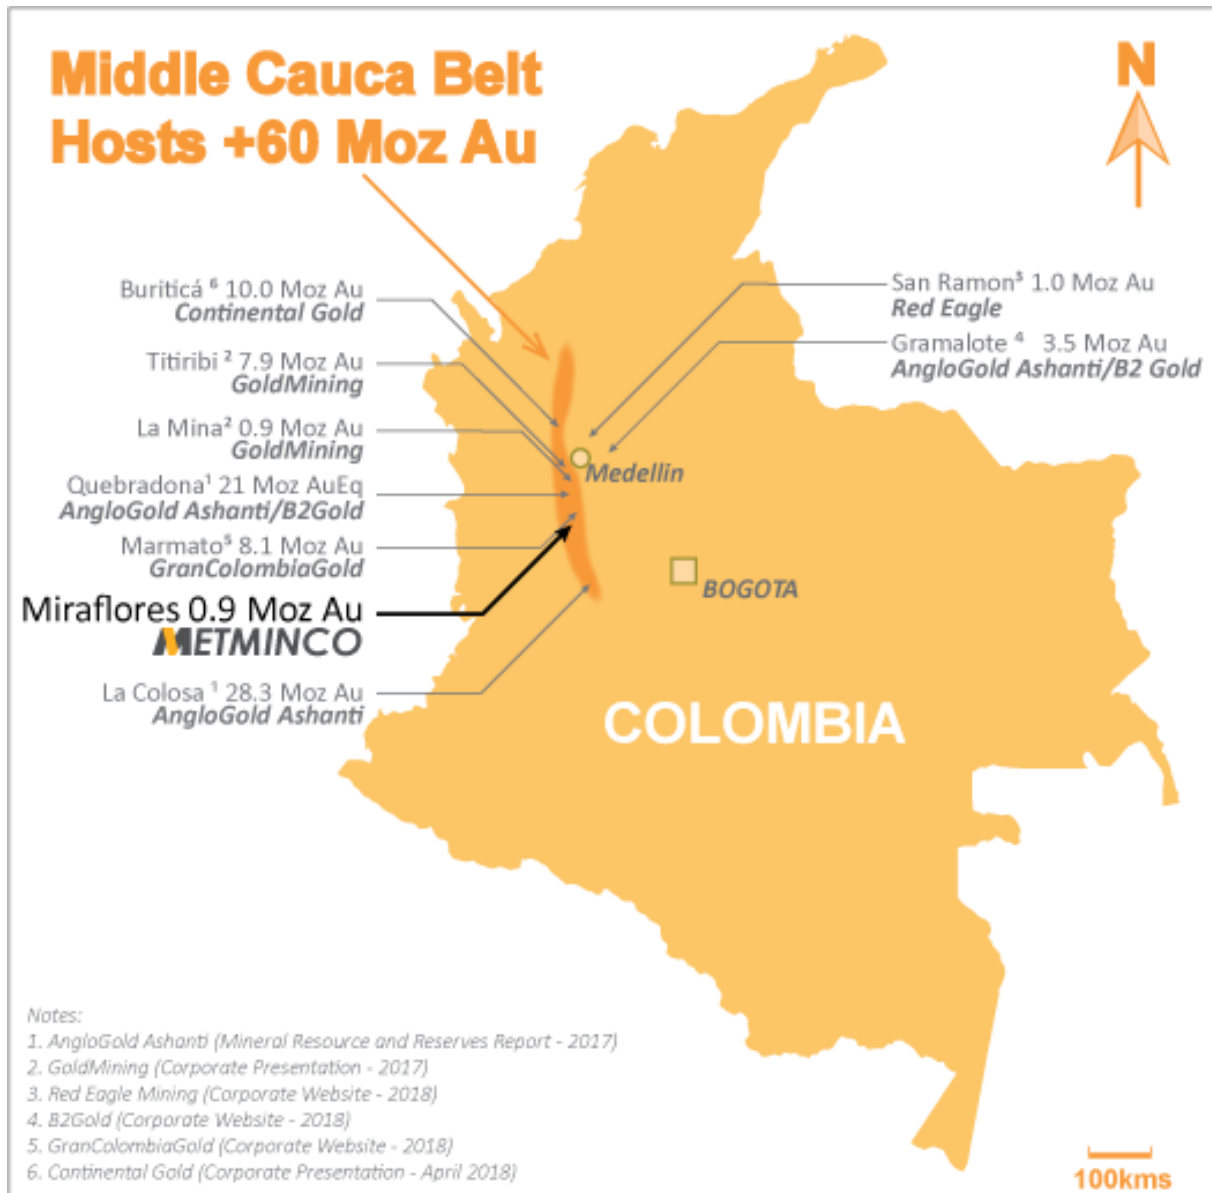 Middle Cauca Belt
Hosts +60 Moz Au
N
Buriticá ⁶ 10.0 Moz Au
Continental Gold
Titiribi ² 7.9 Moz Au
GoldMining
La Mina² 0.9 Moz Au
GoldMining
Quebradona¹ 21 Moz AuEq
AngloGold Ashanti/B2Gold
Marmato⁵ 8.1 Moz Au
GranColombiaGold
Miraflores 0.9 Moz Au
METMINCO
La Colosa ¹ 28.3 Moz Au
AngloGold Ashanti
San Ramon³ 1.0 Moz Au
Red Eagle
Gramalote ⁴ 3.5 Moz Au
AngloGold Ashanti/B2 Gold
Medellin
BOGOTA
COLOMBIA
Notes:
1. AngloGold Ashanti (Mineral Resource and Reserves Report - 2017)
2. GoldMining (Corporate Presentation - 2017)
3. Red Eagle Mining (Corporate Website - 2018)
4. B2Gold (Corporate Website - 2018)
5. GranColombiaGold (Corporate Website - 2018)
6. Continental Gold (Corporate Presentation - April 2018)
100kms